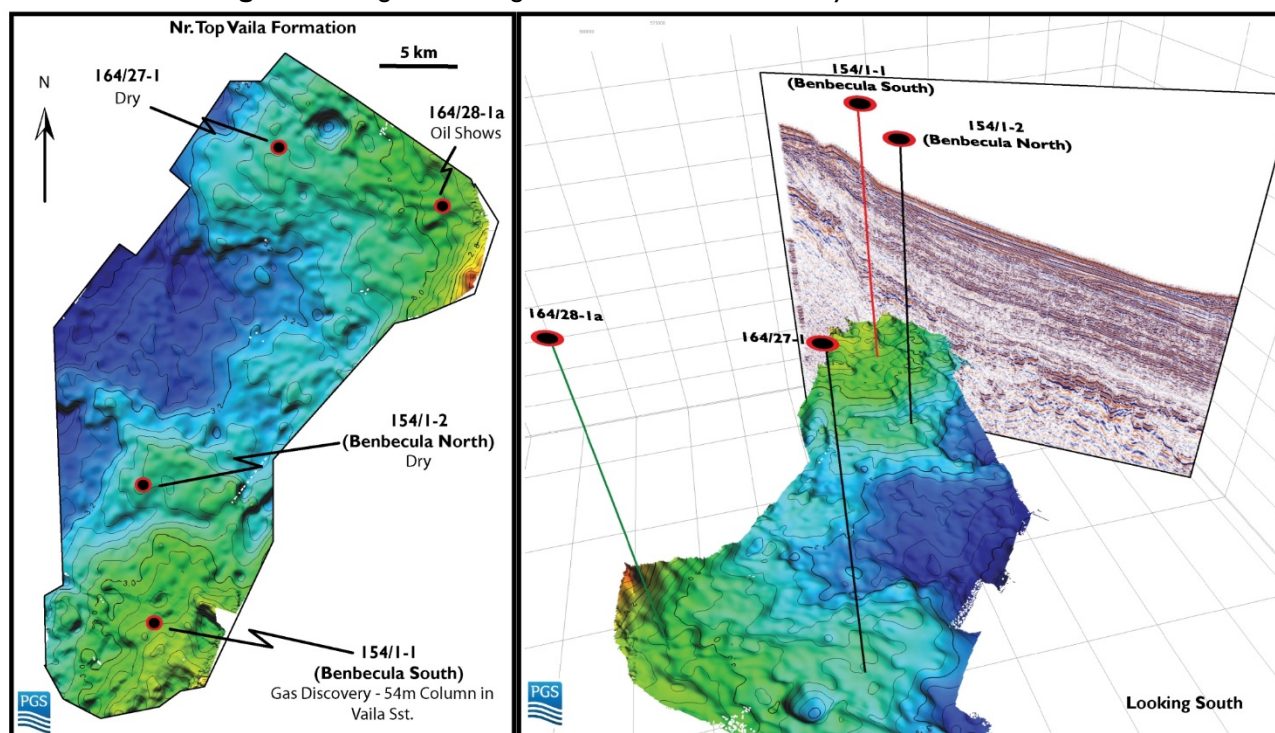 Nr. Top Vaila Formation
5 km
N
164/27-1
Dry
164/28-1a
Oil Shows
154/1-2
(Benbecula North)
Dry
3.0
154/1-1
(Benbecula South)
Gas Discovery - 54m Column in
Vaila Sst.
PGS
154/1-1
(Benbecula South)
154/1-2
(Benbecula North)
164/28-1a
164/27-1
Looking South
PGS